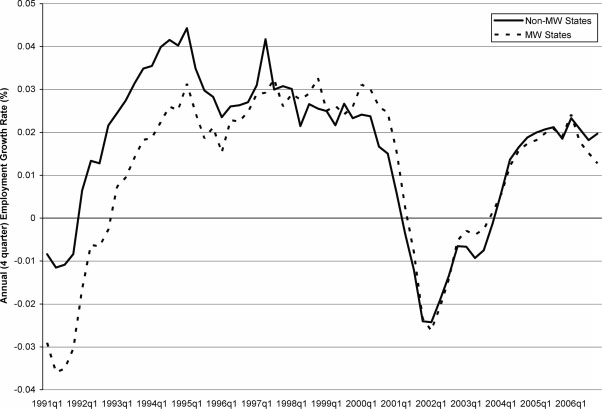 0.05
Non-MW States
MW States
0.04
0.03
0.02
0.01
0
-0.01
-0.02
-0.03
-0.04
Annual (4 quarter) Employment Growth Rate (%)
1991q1 1992q1 1993q1 1994q1 1995q1 1996q1 1997q1 1998q1 1999q1 2000q1 2001q1 2002q1 2003q1 2004q1 2005q1 2006q1